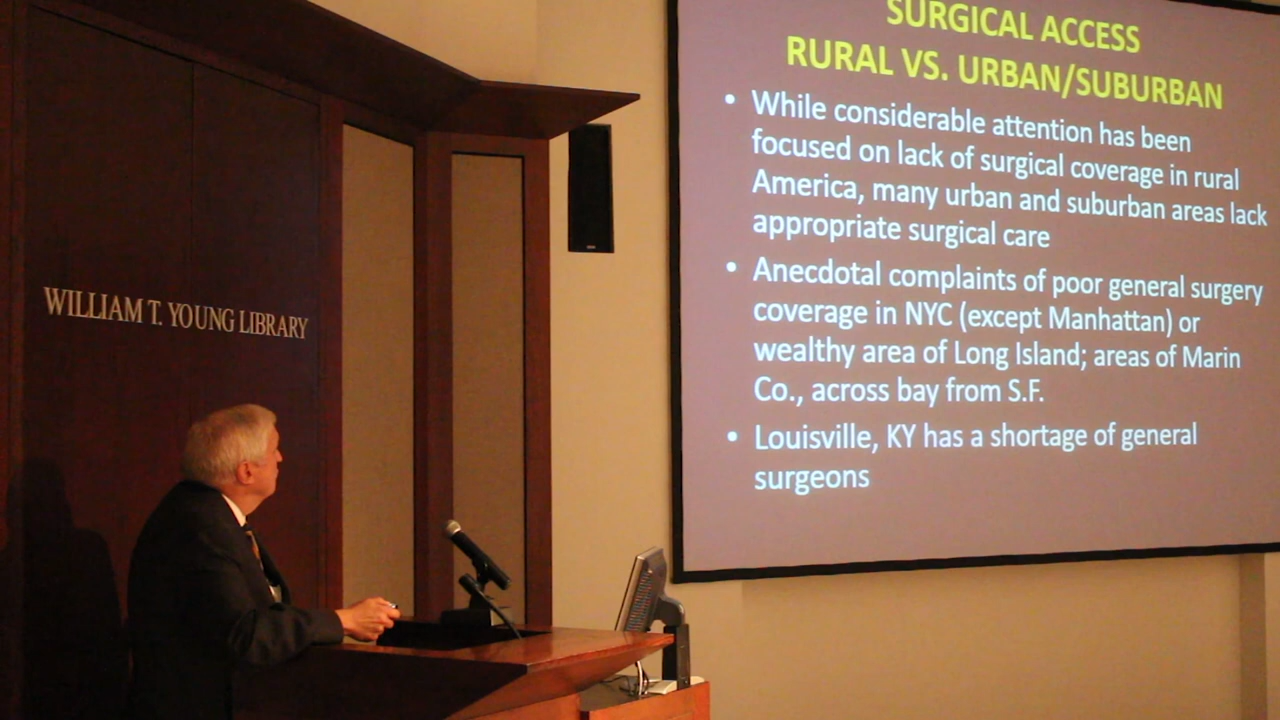 WILLIAM T. YOUNG LIBRARY
SURGICAL ACCESS
RURAL VS. URBAN/SUBURBAN
• While considerable attention has been
focused on lack of surgical coverage in rural
America, many urban and suburban areas lack
appropriate surgical care
• Anecdotal complaints of poor general surgery
coverage in NYC (except Manhattan) or
wealthy area of Long Island; areas of Marin
Co., across bay from S.F.
• Louisville, KY has a shortage of general
surgeons